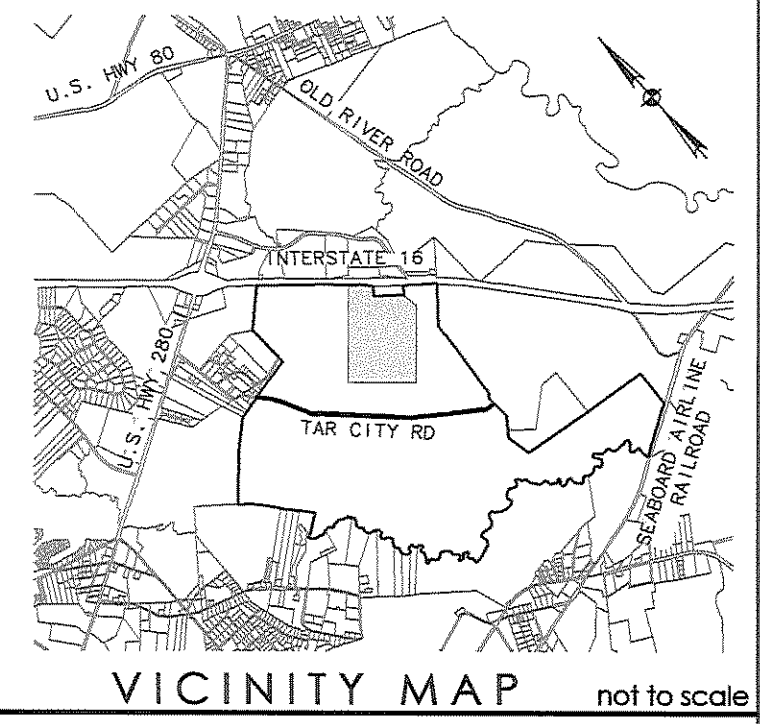 U.S. HWY 80
OLD RIVER ROAD
INTERSTATE 16
U.S. HWY. 280
TAR CITY RD
SEABOARD AIRLINE
RAILROAD
VICINITY MAP
not to scale